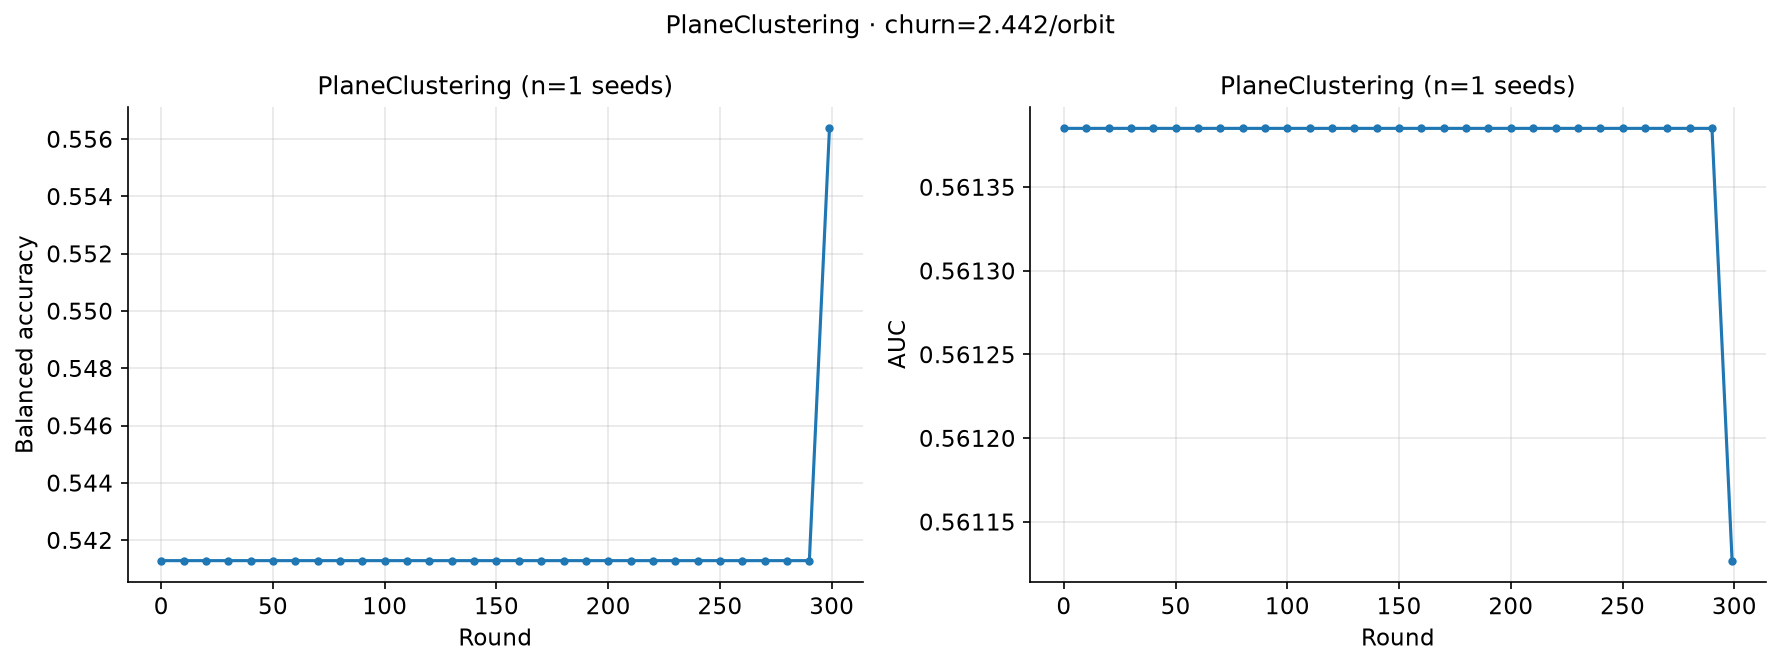 PlaneClustering · churn=2.442/orbit
PlaneClustering (n=1 seeds)
Balanced accuracy
0.556
0.554
0.552
0.550
0.548
0.546
0.544
0.542
0 50 100 150 200 250 300
Round
PlaneClustering (n=1 seeds)
AUC
0.56135
0.56130
0.56125
0.56120
0.56115
0 50 100 150 200 250 300
Round